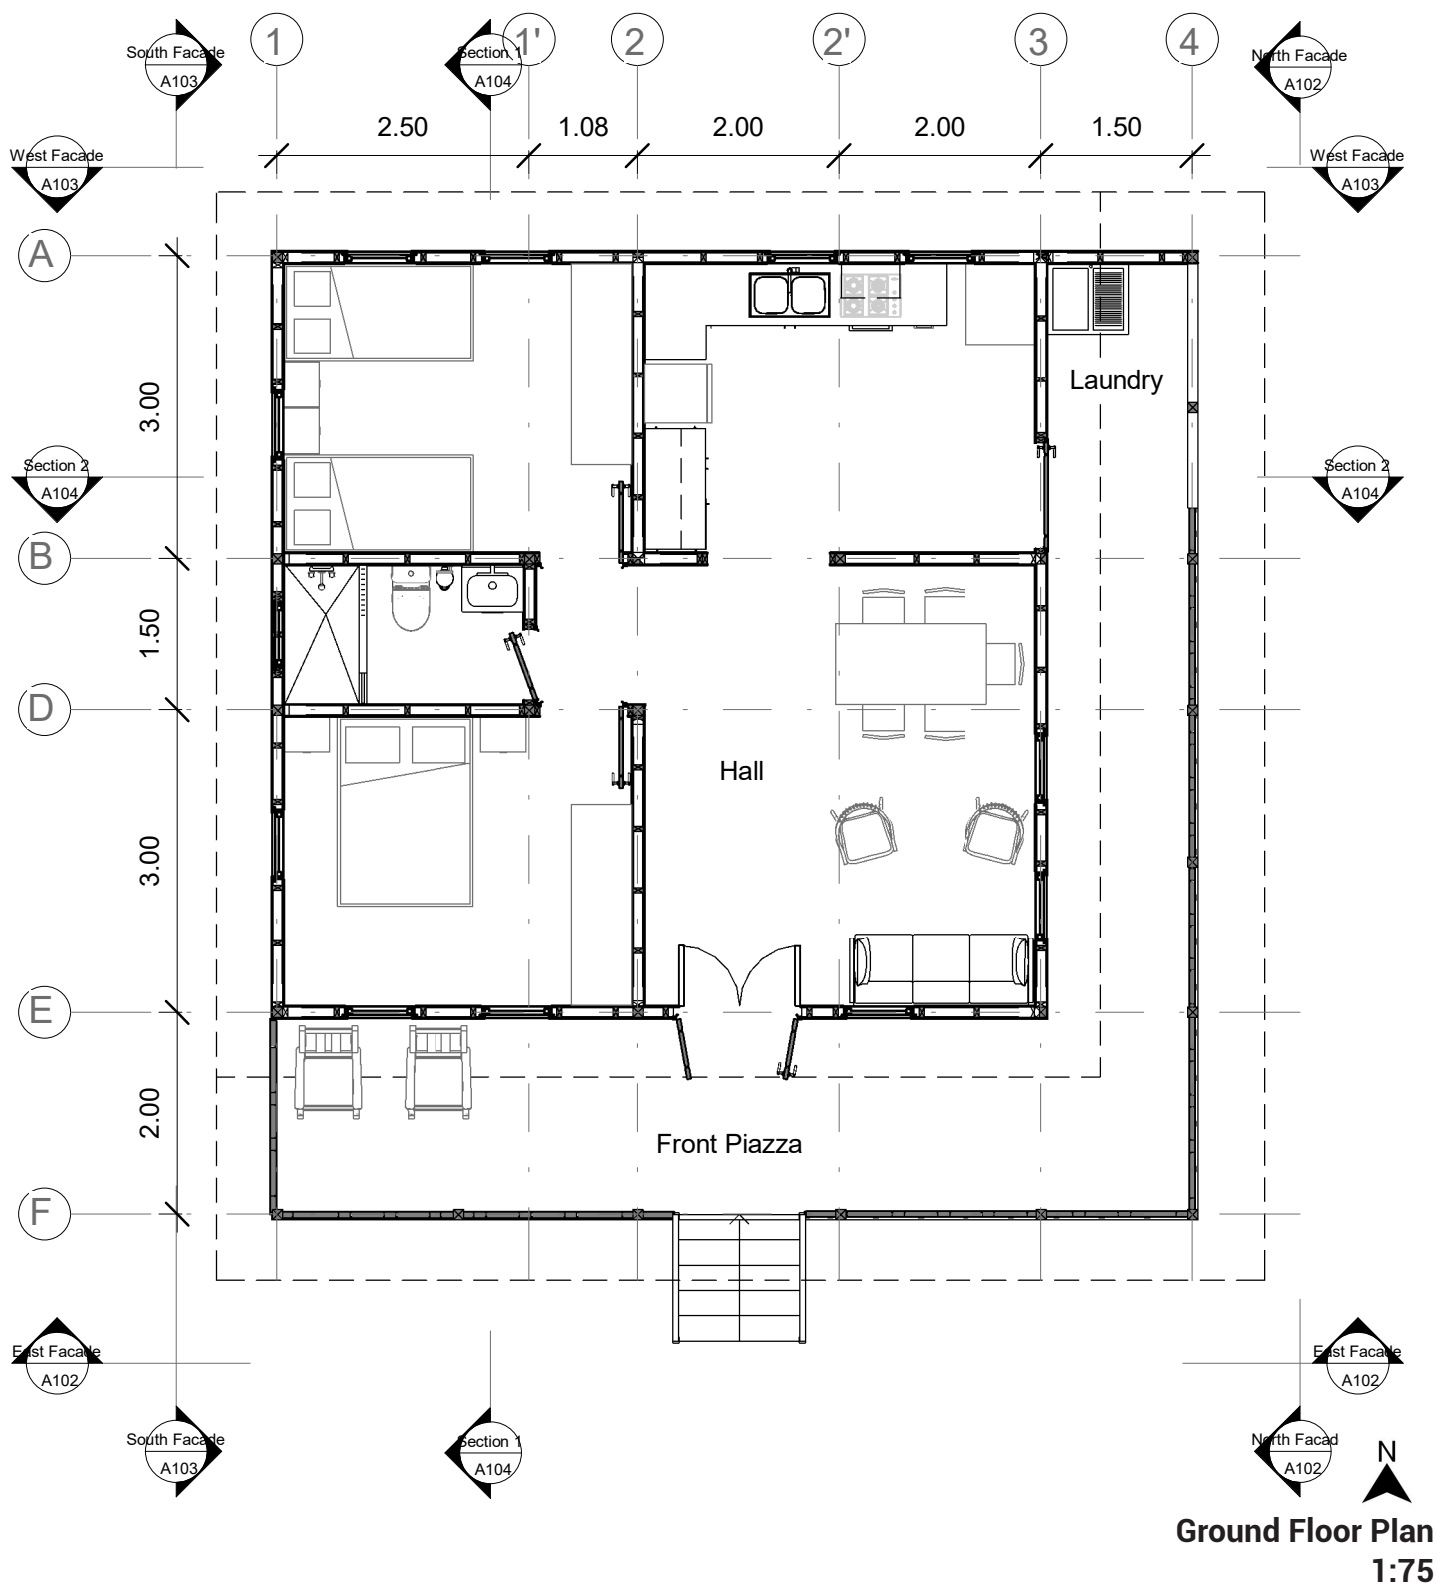 1
1'
2
2'
3
4
South Facade
A103
Section 1
A104
North Facade
A102
2.50
1.08
2.00
2.00
1.50
West Facade
A103
West Facade
A103
A
3.00
Laundry
Section 2
A104
Section 2
A104
B
1.50
D
Hall
3.00
E
2.00
Front Piazza
F
East Facade
A102
East Facade
A102
South Facade
A103
Section 1
A104
North Facad
A102
N
Ground Floor Plan
1:75